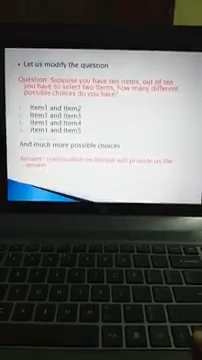 • Let us modify the question
Question: Suppose you have ten items, out of ten
you have to select two items, how many different
possible choices do you have?
Item1 and Item2
Item1 and Item3
Item1 and Item4
Item1 and Item5
And much more possible choices
Answer: combination technique will provide us the
answer